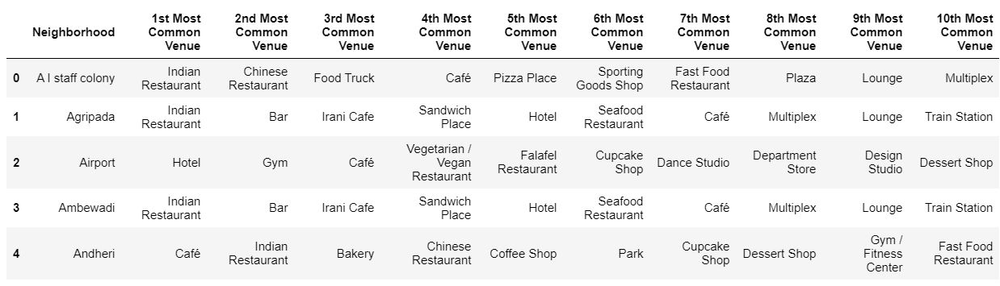 Neighborhood 1st Most Common Venue 2nd Most Common Venue 3rd Most Common Venue 4th Most Common Venue 5th Most Common Venue 6th Most Common Venue 7th Most Common Venue 8th Most Common Venue 9th Most Common Venue 10th Most Common Venue
0 A I staff colony Indian Restaurant Chinese Restaurant Food Truck Café Pizza Place Sporting Goods Shop Fast Food Restaurant Plaza Lounge Multiplex
1 Agripada Indian Restaurant Bar Irani Cafe Sandwich Place Hotel Seafood Restaurant Café Multiplex Lounge Train Station
2 Airport Hotel Gym Café Vegetarian / Vegan Restaurant Falafel Restaurant Cupcake Shop Dance Studio Department Store Design Studio Dessert Shop
3 Ambewadi Indian Restaurant Bar Irani Cafe Sandwich Place Hotel Seafood Restaurant Café Multiplex Lounge Train Station
4 Andheri Café Indian Restaurant Bakery Chinese Restaurant Coffee Shop Park Cupcake Shop Dessert Shop Gym / Fitness Center Fast Food Restaurant